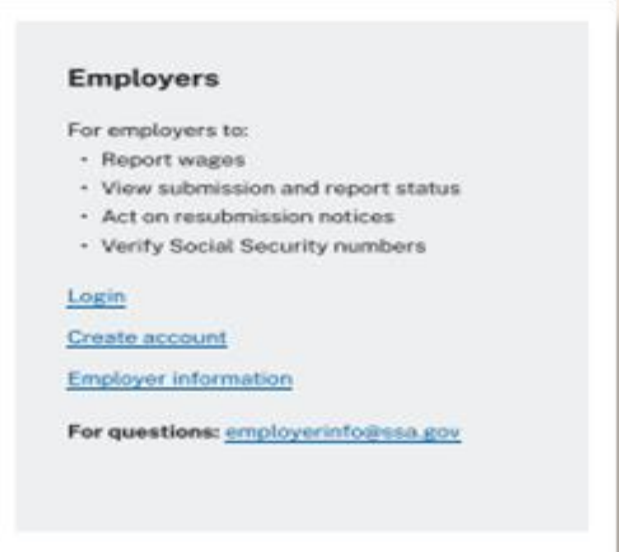 Employers
For employers to:
• Report wages
• View submission and report status
• Act on resubmission notices
• Verify Social Security numbers
Login
Create account
Employer information
For questions: employerinfo@ssa.gov